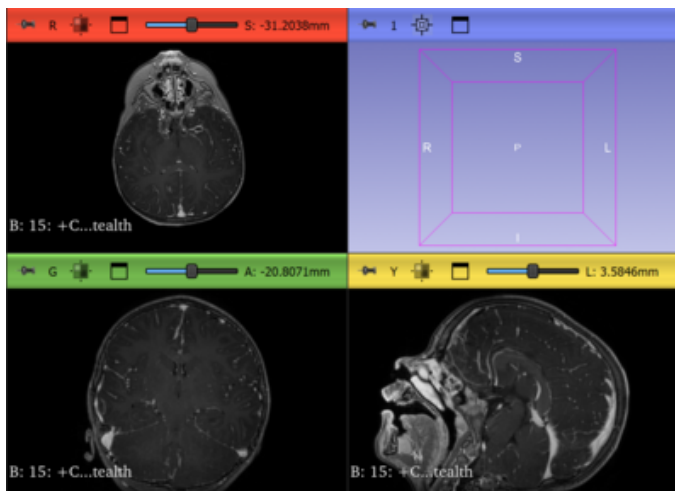 R S: -31.2038mm
1
S
R P L
I
B: 15: +C...tealth
G A: -20.8071mm
Y L: 3.5846mm
B: 15: +C...tealth
B: 15: +C...tealth